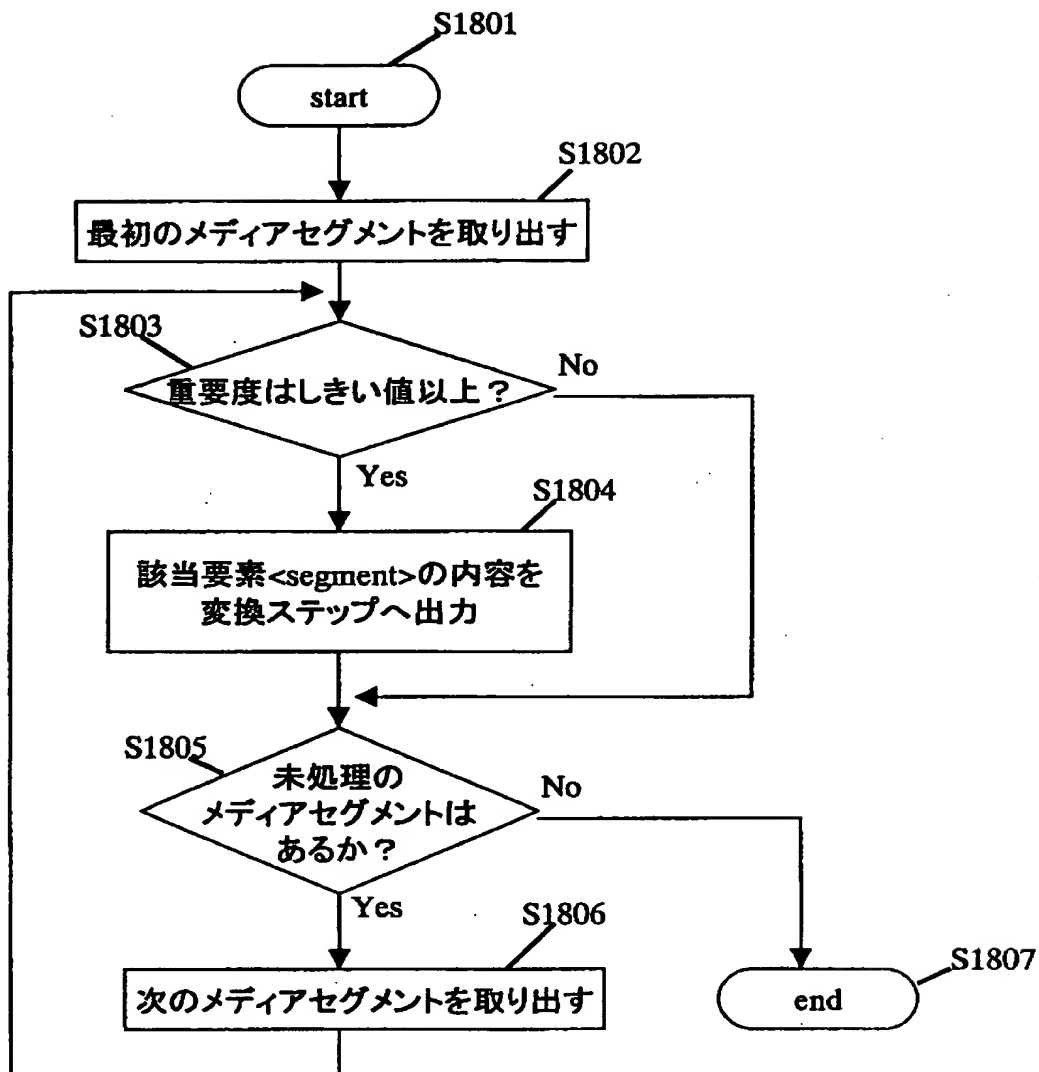 S1801
start
S1802
最初のメディアセグメントを取り出す
S1803
重要度はしきい値以上？
No
Yes
S1804
該当要素<segment>の内容を
変換ステップへ出力
S1805
未処理の
メディアセグメントは
あるか？
No
Yes
S1806
次のメディアセグメントを取り出す
S1807
end